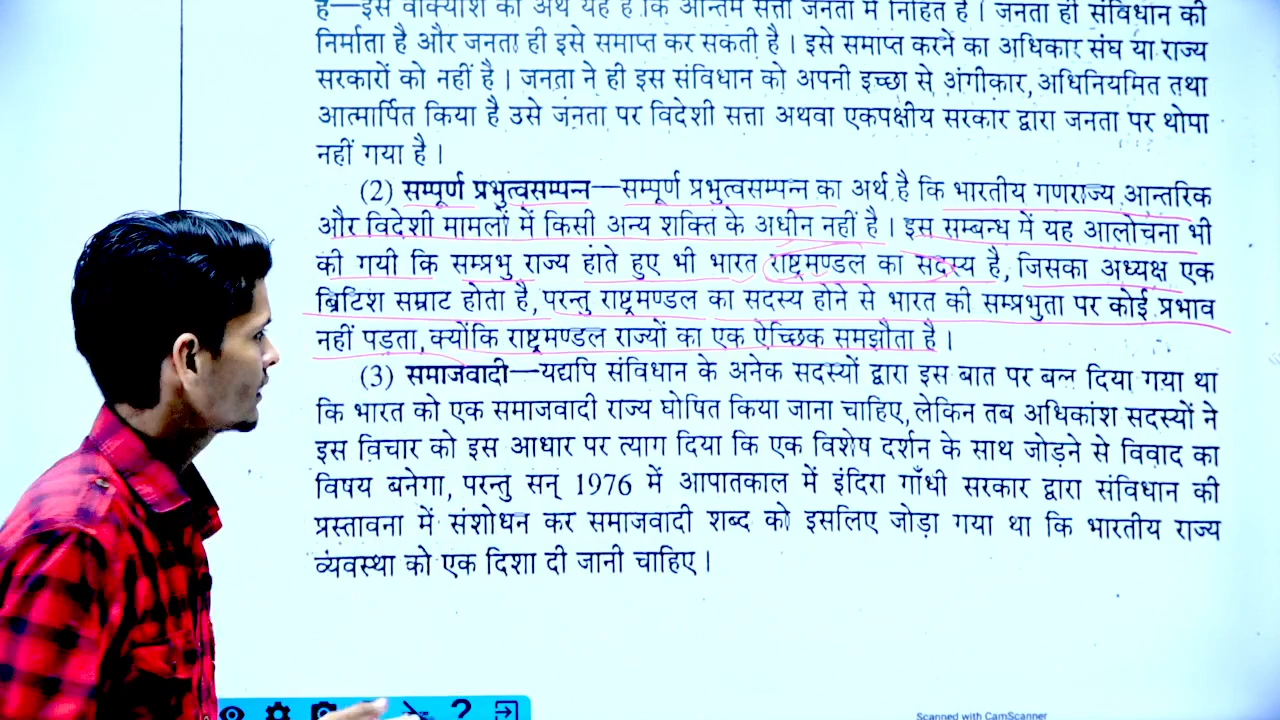 है—इस वाक्यांश का अर्थ यह है कि अन्तिम सत्ता जनता में निहित है। जनता ही संविधान की
निर्माता है और जनता ही इसे समाप्त कर सकती है। इसे समाप्त करने का अधिकार संघ या राज्य
सरकारों को नहीं है। जनता ने ही इस संविधान को अपनी इच्छा से अंगीकार, अधिनियमित तथा
आत्मार्पित किया है उसे जनता पर विदेशी सत्ता अथवा एकपक्षीय सरकार द्वारा जनता पर थोपा
नहीं गया है।
(2) सम्पूर्ण प्रभुत्वसम्पन्न—सम्पूर्ण प्रभुत्वसम्पन्न का अर्थ है कि भारतीय गणराज्य आन्तरिक
और विदेशी मामलों में किसी अन्य शक्ति के अधीन नहीं है। इस सम्बन्ध में यह आलोचना भी
की गयी कि सम्प्रभु राज्य होते हुए भी भारत राष्ट्रमण्डल का सदस्य है, जिसका अध्यक्ष एक
ब्रिटिश सम्राट होता है, परन्तु राष्ट्रमण्डल का सदस्य होने से भारत की सम्प्रभुता पर कोई प्रभाव
नहीं पड़ता, क्योंकि राष्ट्रमण्डल राज्यों का एक ऐच्छिक समझौता है।
(3) समाजवादी—यद्यपि संविधान के अनेक सदस्यों द्वारा इस बात पर बल दिया गया था
कि भारत को एक समाजवादी राज्य घोषित किया जाना चाहिए, लेकिन तब अधिकांश सदस्यों ने
इस विचार को इस आधार पर त्याग दिया कि एक विशेष दर्शन के साथ जोड़ने से विवाद का
विषय बनेगा, परन्तु सन् 1976 में आपातकाल में इंदिरा गाँधी सरकार द्वारा संविधान की
प्रस्तावना में संशोधन कर समाजवादी शब्द को इसलिए जोड़ा गया था कि भारतीय राज्य
व्यवस्था को एक दिशा दी जानी चाहिए।
Scanned with CamScanner